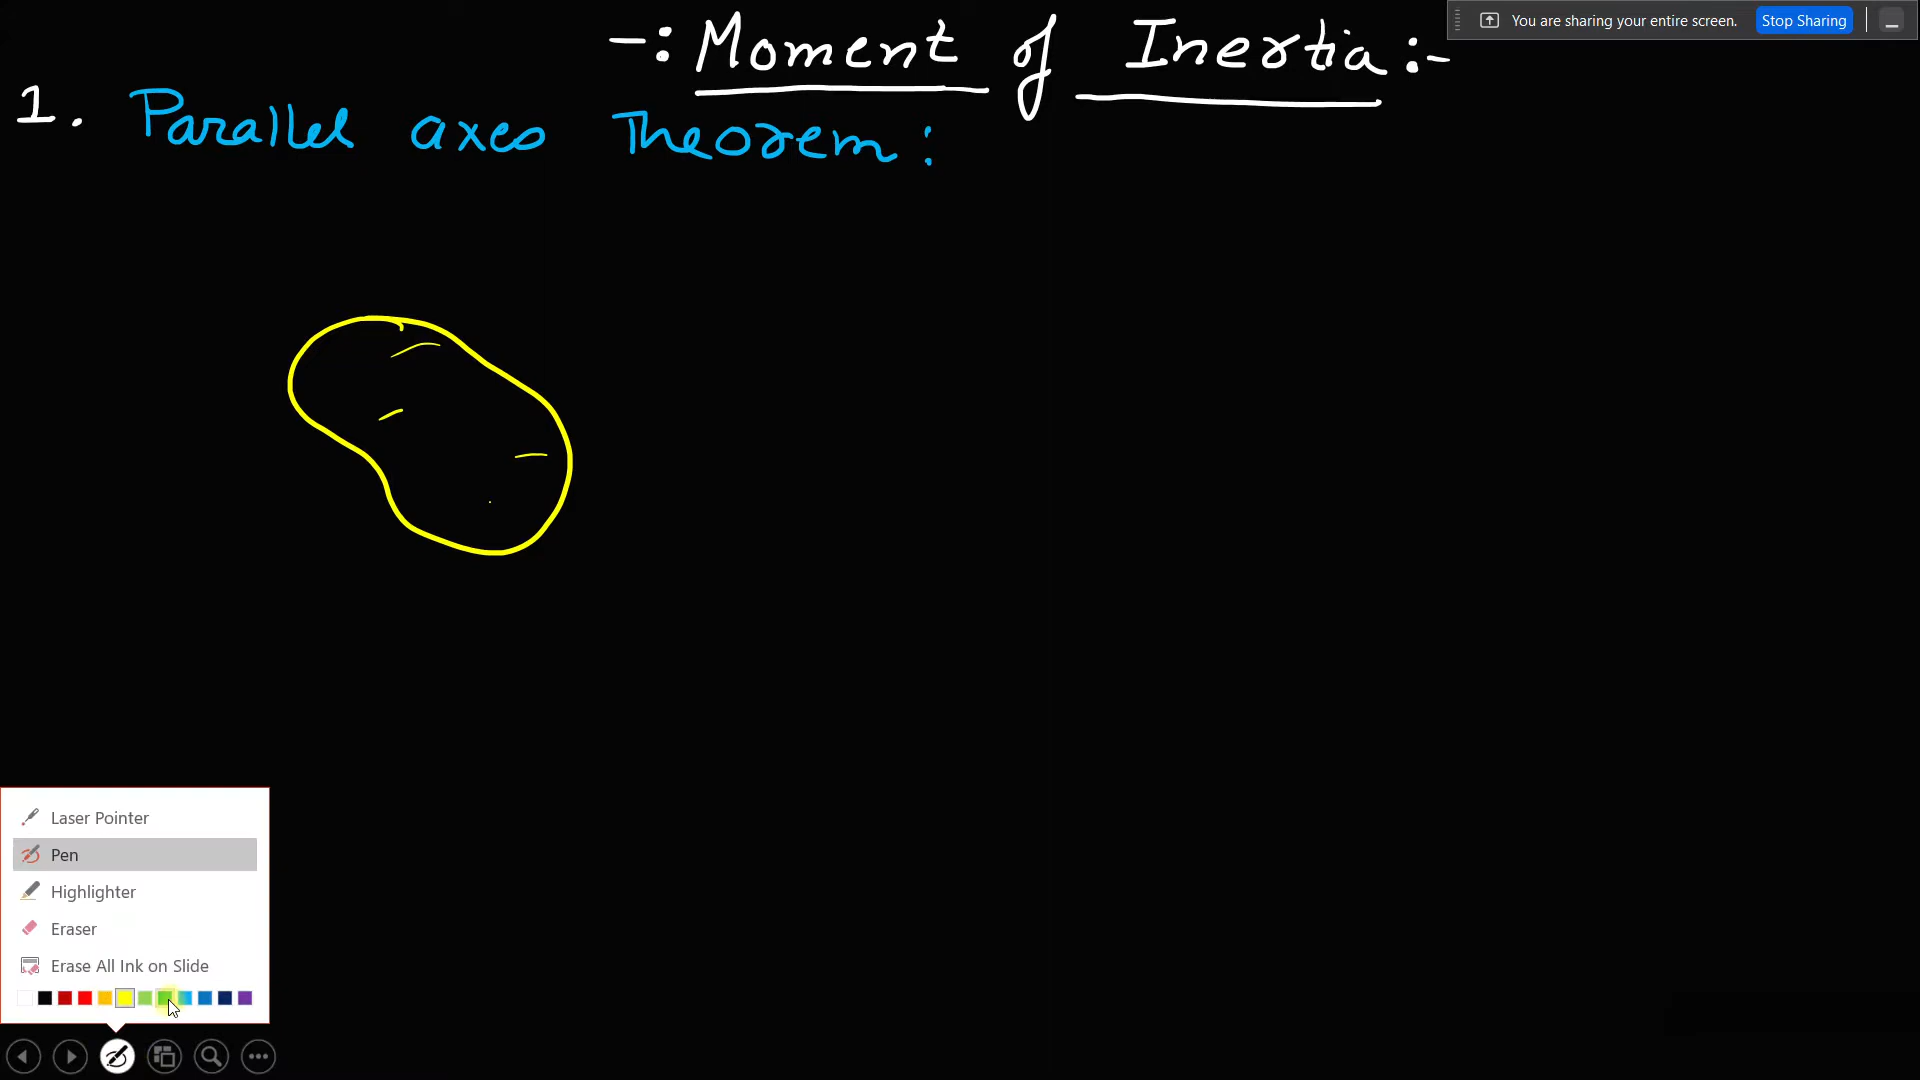 -: Moment of Inertia :-
You are sharing your entire screen. Stop Sharing
1. Parallel axes Theorem :
Laser Pointer
Pen
Highlighter
Eraser
Erase All Ink on Slide